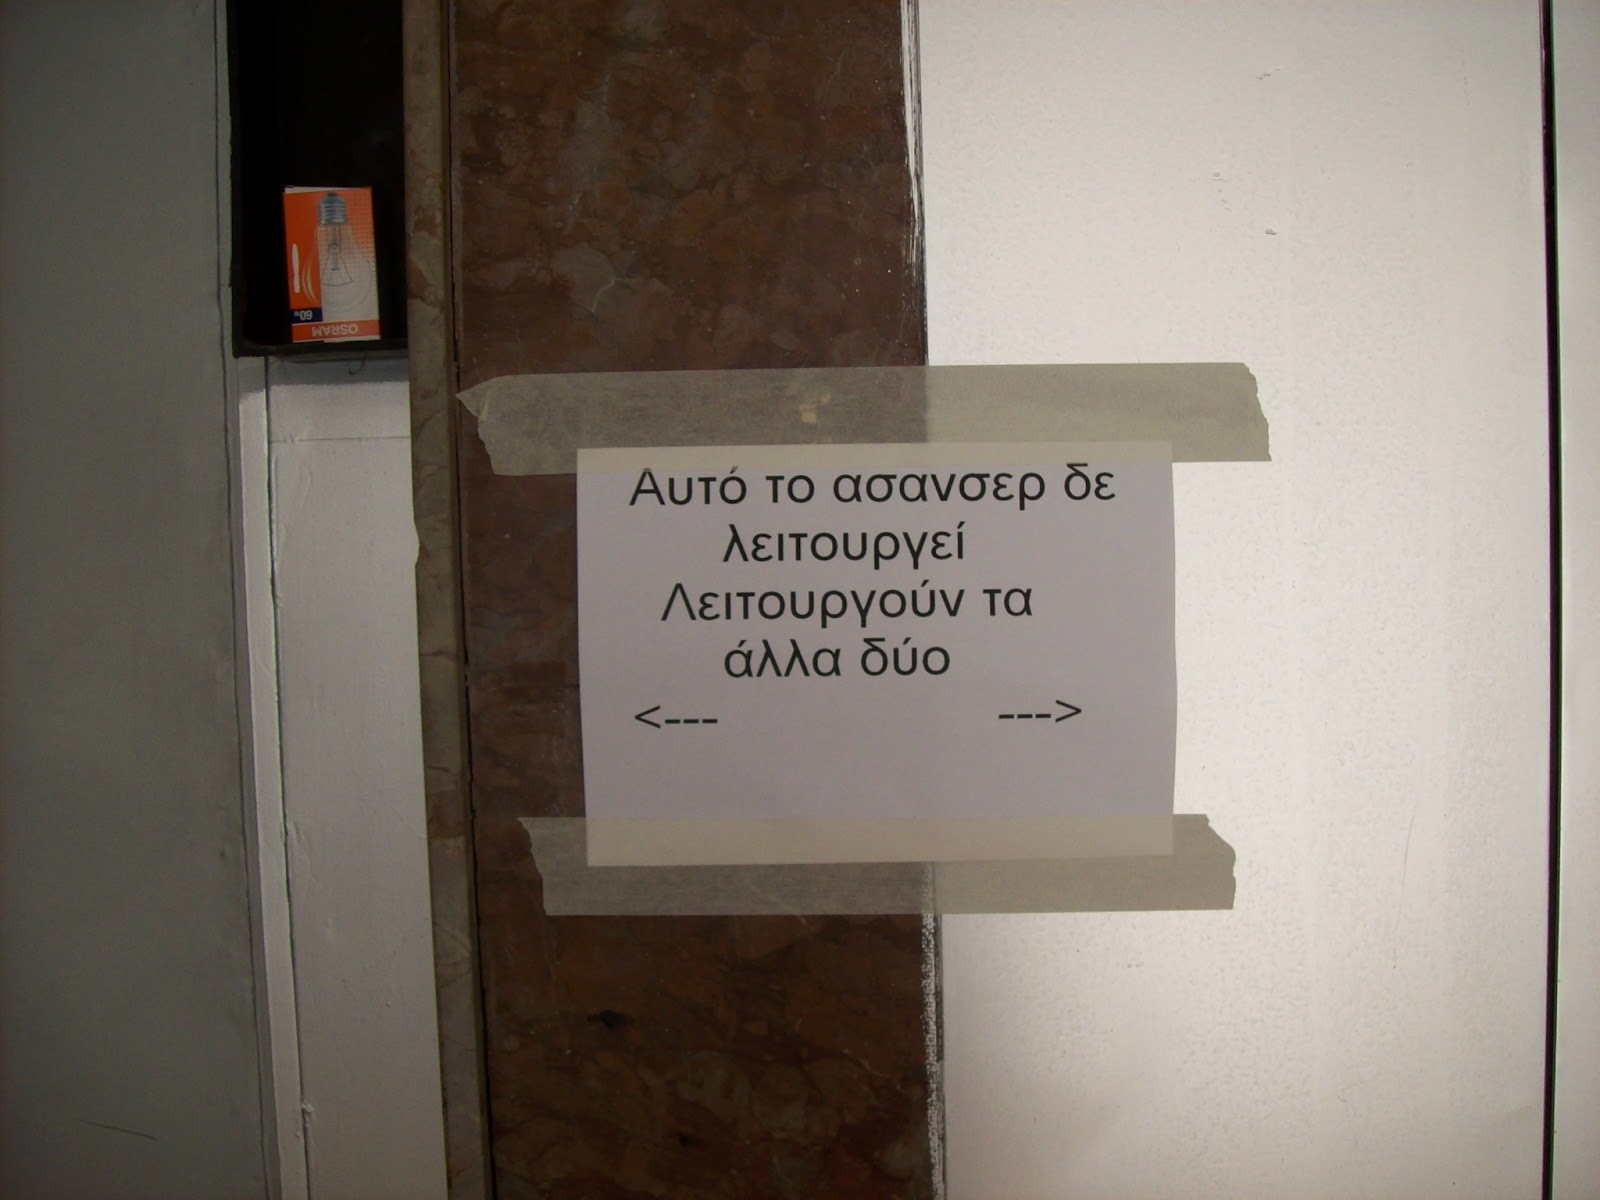 OSRAM
60w
Αυτό το ασανσερ δε
λειτουργεί
Λειτουργούν τα
άλλα δύο
<--- --->